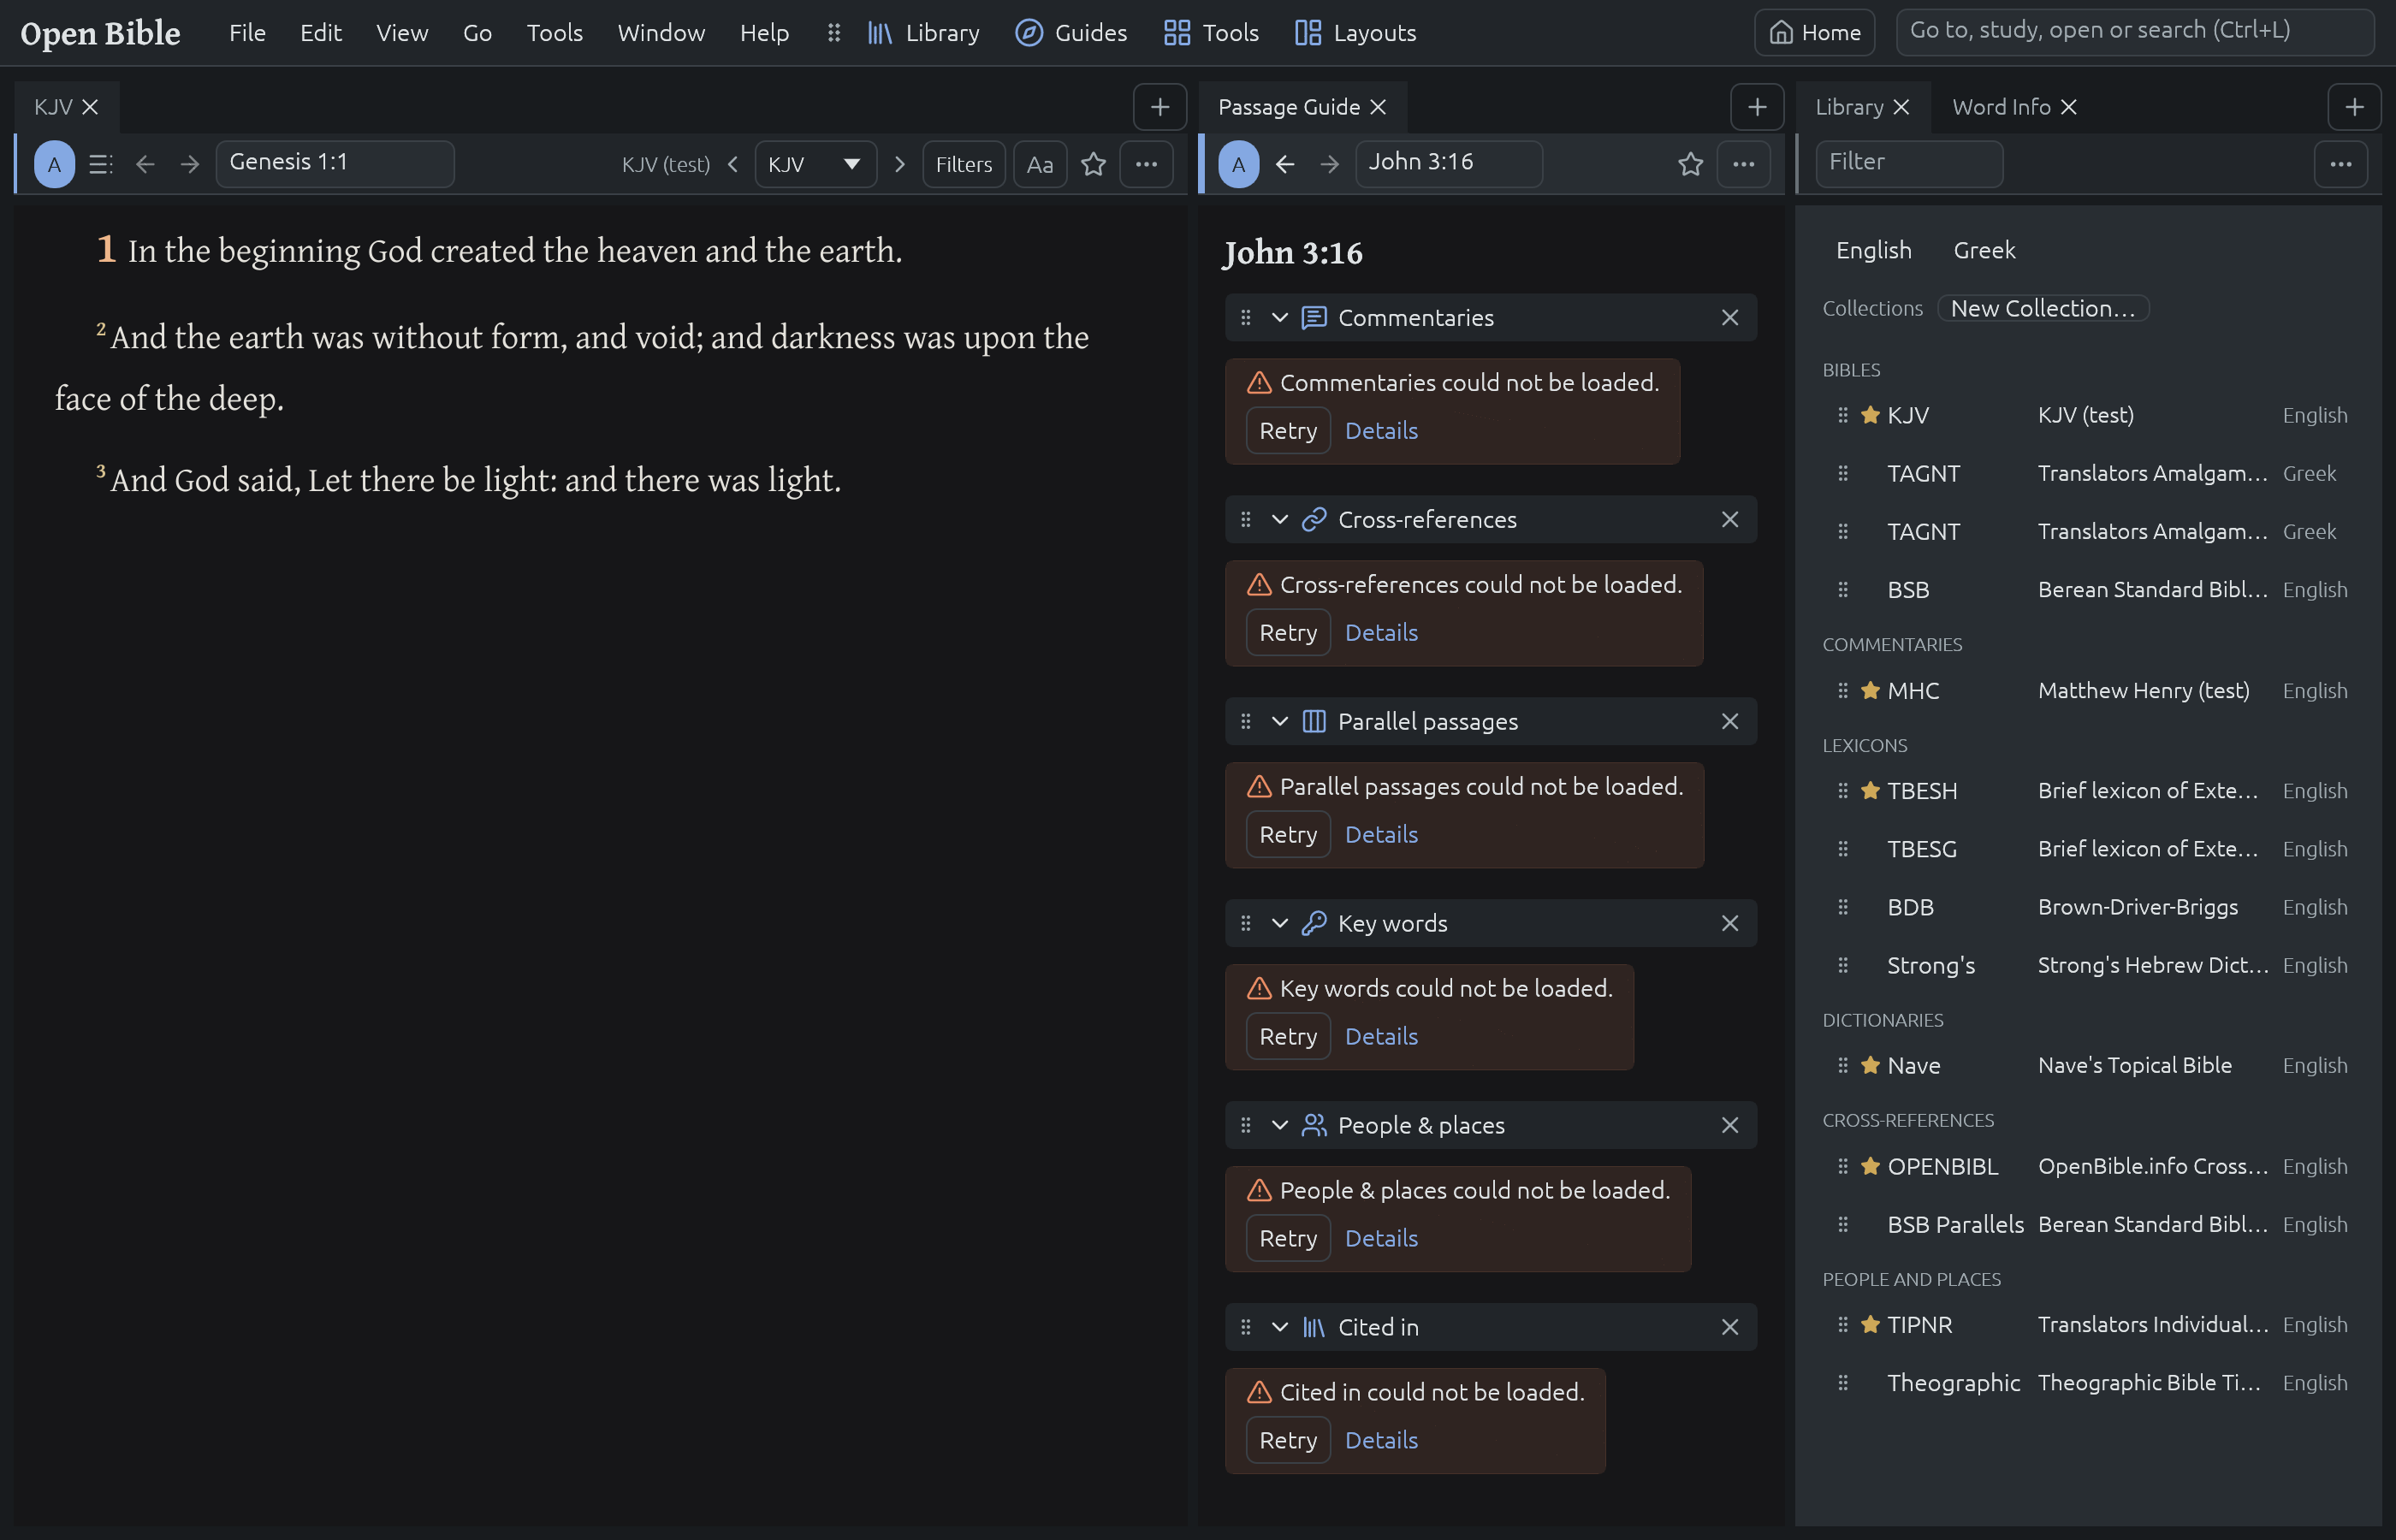 Open Bible File Edit View Go Tools Window Help Library Guides Tools Layouts Home Go to, study, open or search (Ctrl+L)
KJV
A Genesis 1:1 KJV (test) KJV Filters Aa
1 In the beginning God created the heaven and the earth.
2 And the earth was without form, and void; and darkness was upon the
face of the deep.
3 And God said, Let there be light: and there was light.
Passage Guide
A John 3:16
John 3:16
Commentaries
Commentaries could not be loaded.
Retry Details
Cross-references
Cross-references could not be loaded.
Retry Details
Parallel passages
Parallel passages could not be loaded.
Retry Details
Key words
Key words could not be loaded.
Retry Details
People & places
People & places could not be loaded.
Retry Details
Cited in
Cited in could not be loaded.
Retry Details
Library Word Info
Filter
English Greek
Collections New Collection…
BIBLES
KJV KJV (test) English
TAGNT Translators Amalgam… Greek
TAGNT Translators Amalgam… Greek
BSB Berean Standard Bibl… English
COMMENTARIES
MHC Matthew Henry (test) English
LEXICONS
TBESH Brief lexicon of Exte… English
TBESG Brief lexicon of Exte… English
BDB Brown-Driver-Briggs English
Strong's Strong's Hebrew Dict… English
DICTIONARIES
Nave Nave's Topical Bible English
CROSS-REFERENCES
OPENBIBL OpenBible.info Cross… English
BSB Parallels Berean Standard Bibl… English
PEOPLE AND PLACES
TIPNR Translators Individual… English
Theographic Theographic Bible Ti… English